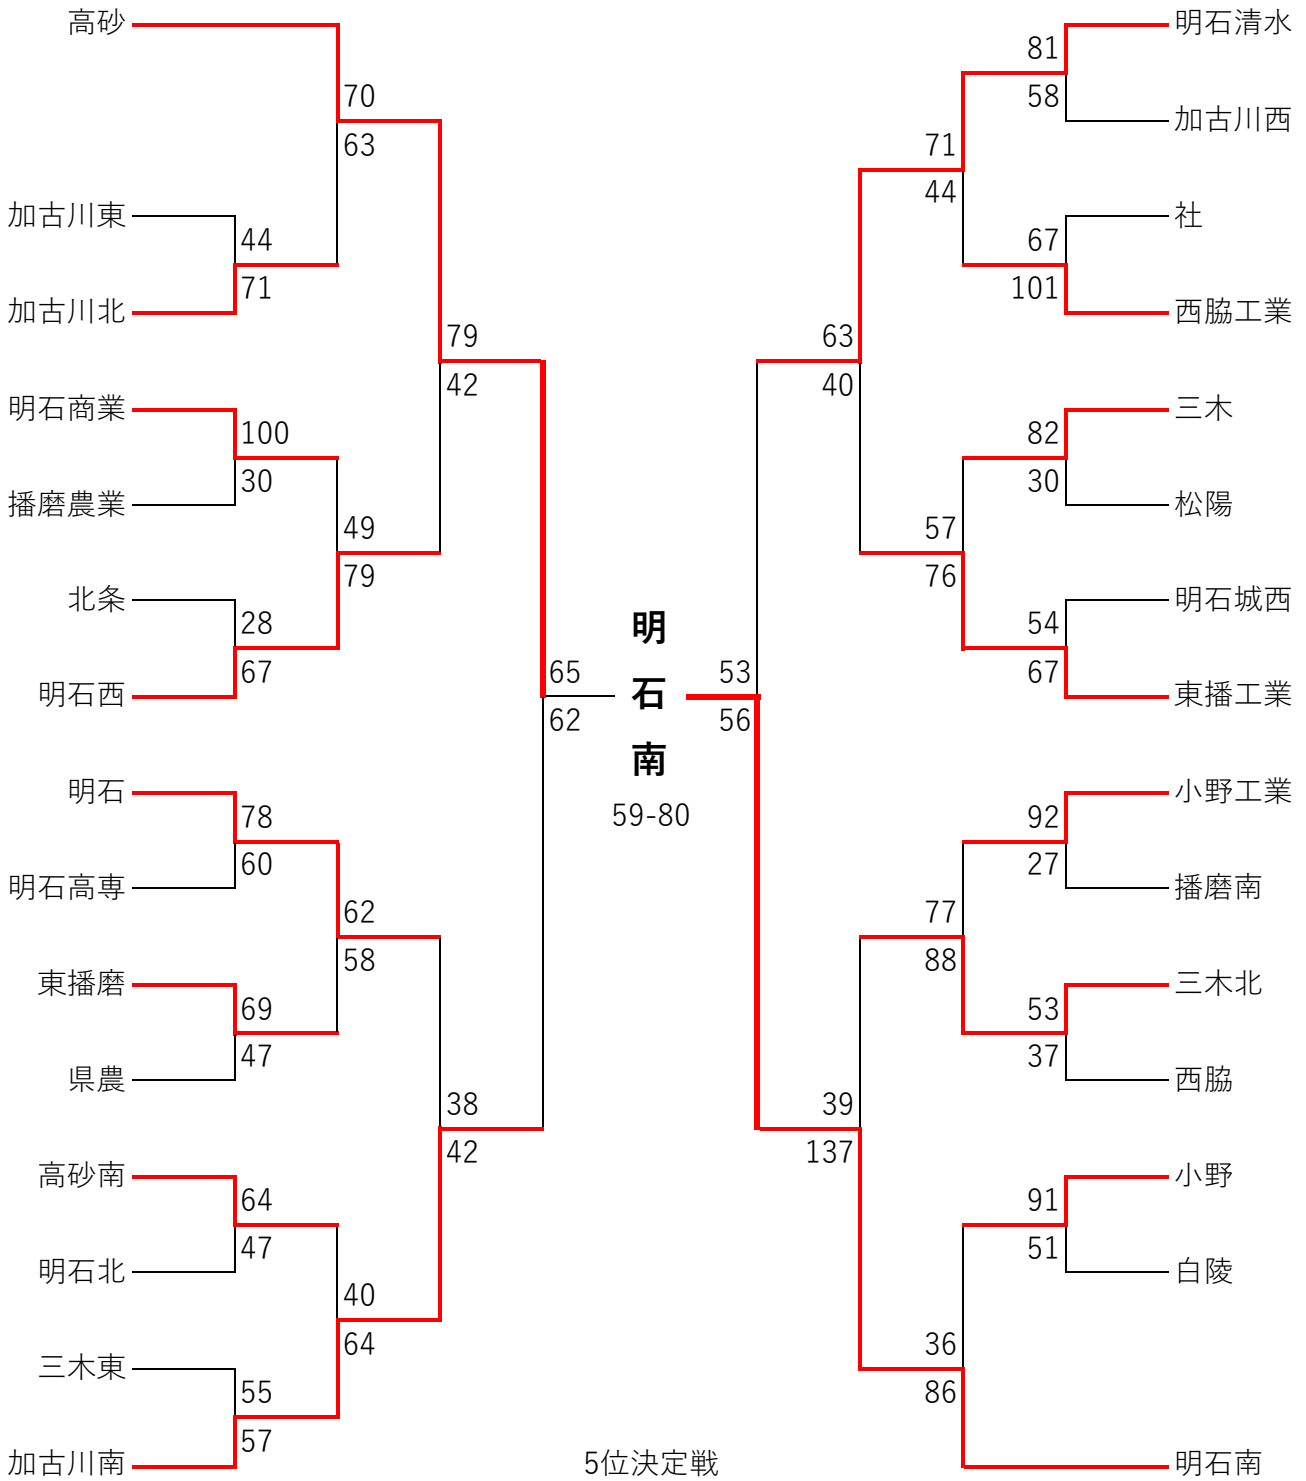 高砂
70
63
加古川東
44
71
加古川北
79
42
明石商業
100
30
播磨農業
49
79
北条
28
67
明石西
65
62
明石
78
60
明石高専
62
58
東播磨
69
47
県農
38
42
高砂南
64
47
明石北
40
64
三木東
55
57
加古川南
明
石
南
59-80
5位決定戦
明石清水
81
58
加古川西
71
44
社
67
101
西脇工業
63
40
三木
82
30
松陽
57
76
明石城西
54
67
東播工業
53
56
小野工業
92
27
播磨南
77
88
三木北
53
37
西脇
39
137
小野
91
51
白陵
36
86
明石南